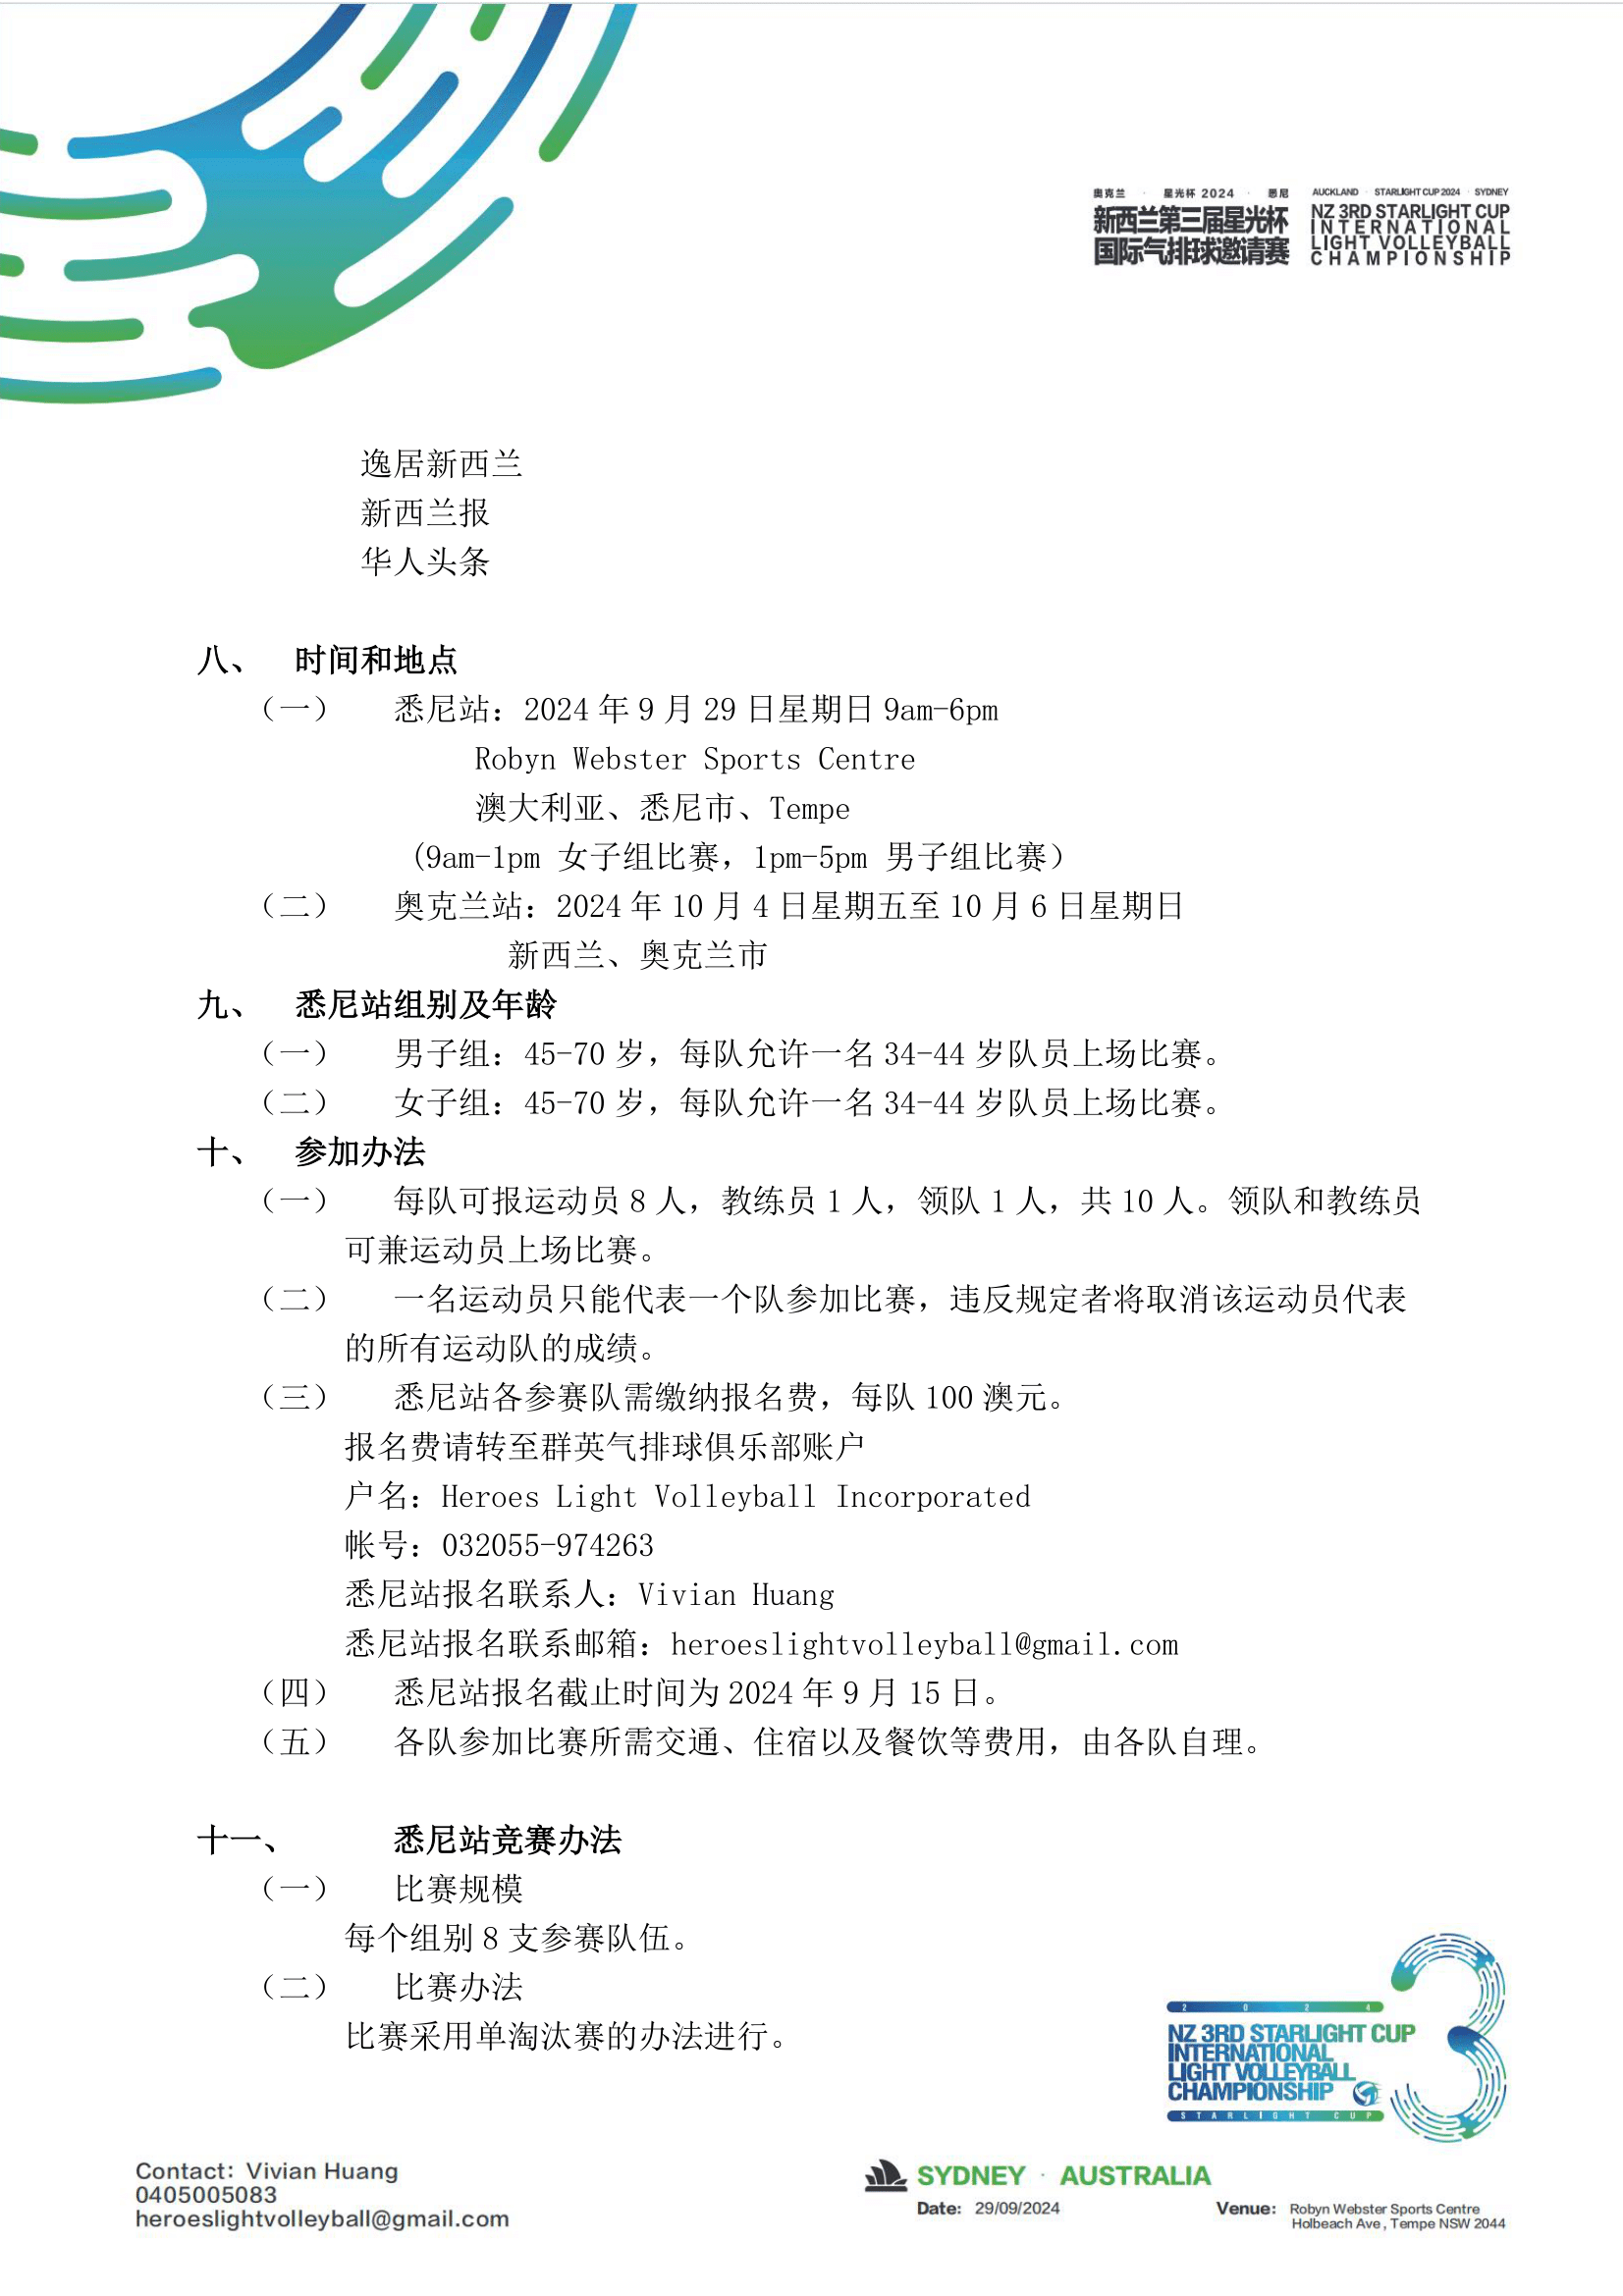 奥克兰 · 星光杯 2024 · 悉尼
新西兰第三届星光杯
国际气排球邀请赛
AUCKLAND · STARLIGHT CUP 2024 · SYDNEY
NZ 3RD STARLIGHT CUP
INTERNATIONAL
LIGHT VOLLEYBALL
CHAMPIONSHIP
逸居新西兰
新西兰报
华人头条
八、 时间和地点
（一） 悉尼站：2024 年 9 月 29 日星期日 9am-6pm
Robyn Webster Sports Centre
澳大利亚、悉尼市、Tempe
(9am-1pm 女子组比赛，1pm-5pm 男子组比赛）
（二） 奥克兰站：2024 年 10 月 4 日星期五至 10 月 6 日星期日
新西兰、奥克兰市
九、 悉尼站组别及年龄
（一） 男子组：45-70 岁，每队允许一名 34-44 岁队员上场比赛。
（二） 女子组：45-70 岁，每队允许一名 34-44 岁队员上场比赛。
十、 参加办法
（一） 每队可报运动员 8 人，教练员 1 人，领队 1 人，共 10 人。领队和教练员
可兼运动员上场比赛。
（二） 一名运动员只能代表一个队参加比赛，违反规定者将取消该运动员代表
的所有运动队的成绩。
（三） 悉尼站各参赛队需缴纳报名费，每队 100 澳元。
报名费请转至群英气排球俱乐部账户
户名：Heroes Light Volleyball Incorporated
帐号：032055-974263
悉尼站报名联系人：Vivian Huang
悉尼站报名联系邮箱：heroeslightvolleyball@gmail.com
（四） 悉尼站报名截止时间为 2024 年 9 月 15 日。
（五） 各队参加比赛所需交通、住宿以及餐饮等费用，由各队自理。
十一、 悉尼站竞赛办法
（一） 比赛规模
每个组别 8 支参赛队伍。
（二） 比赛办法
比赛采用单淘汰赛的办法进行。
2 0 2 4
NZ 3RD STARLIGHT CUP
INTERNATIONAL
LIGHT VOLLEYBALL
CHAMPIONSHIP
STARLIGHT CUP
3
Contact: Vivian Huang
0405005083
heroeslightvolleyball@gmail.com
SYDNEY · AUSTRALIA
Date: 29/09/2024
Venue: Robyn Webster Sports Centre
Holbeach Ave , Tempe NSW 2044